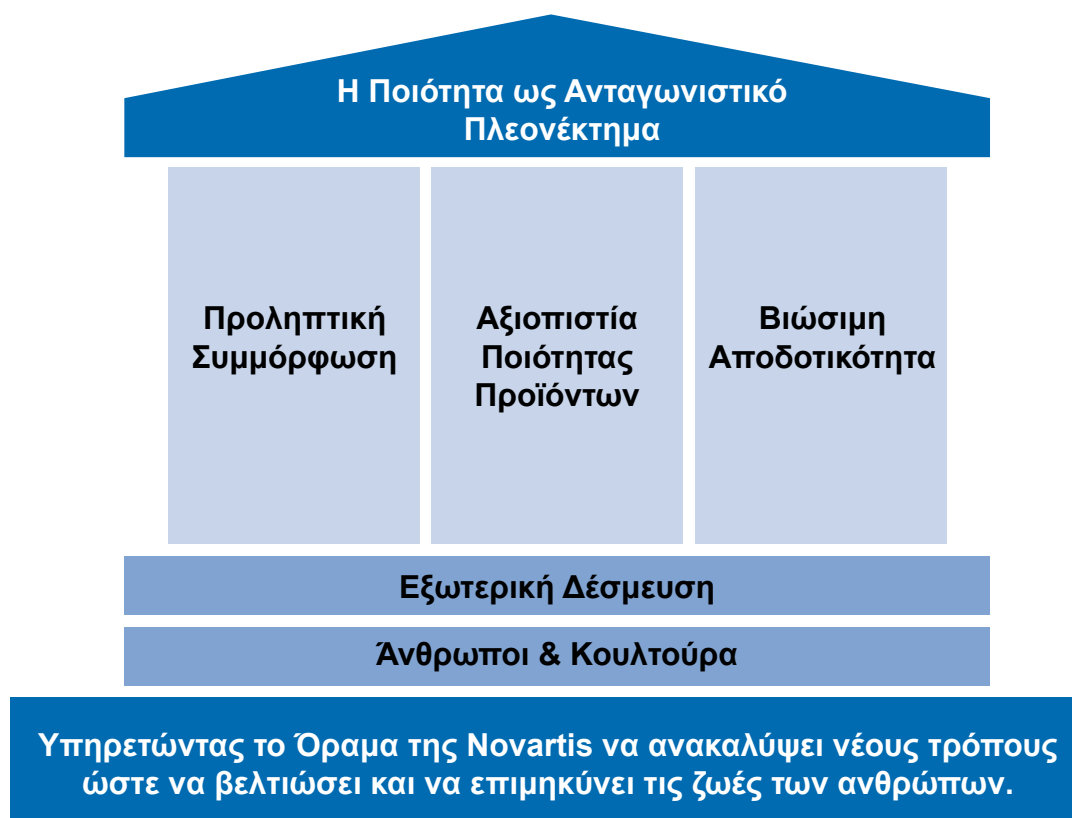 Η Ποιότητα ως Ανταγωνιστικό
Πλεονέκτημα
Προληπτική
Συμμόρφωση
Αξιοπιστία
Ποιότητας
Προϊόντων
Βιώσιμη
Αποδοτικότητα
Εξωτερική Δέσμευση
Άνθρωποι & Κουλτούρα
Υπηρετώντας το Όραμα της Novartis να ανακαλύψει νέους τρόπους
ώστε να βελτιώσει και να επιμηκύνει τις ζωές των ανθρώπων.